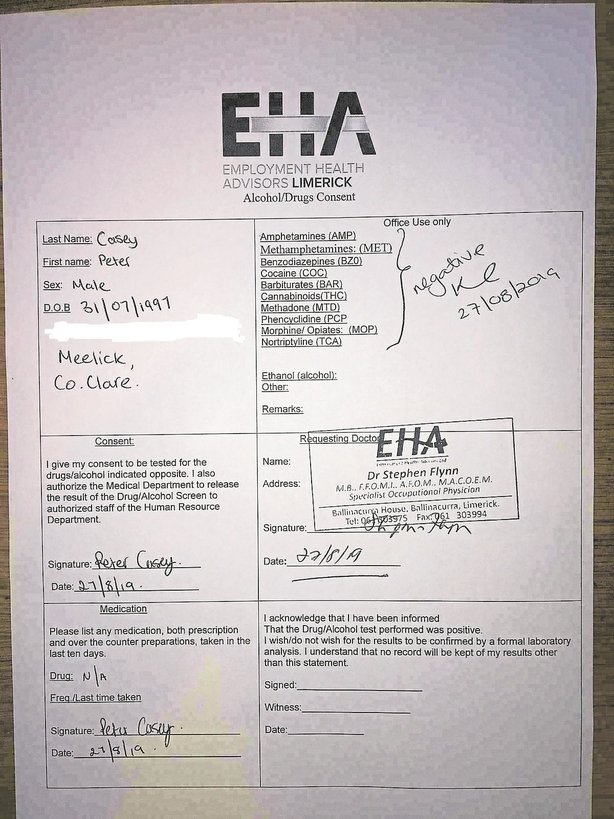 EHA
EMPLOYMENT HEALTH
ADVISORS LIMERICK
Alcohol/Drugs Consent
Last Name: Casey
First name: Peter
Sex: Male
D.O.B 31/07/1997
Meelick,
Co. Clare.
Office Use only
Amphetamines (AMP)
Methamphetamines: (MET)
Benzodiazepines (BZ0)
Cocaine (COC)
Barbiturates (BAR)
Cannabinoids(THC)
Methadone (MTD)
Phencyclidine (PCP
Morphine/ Opiates: (MOP)
Nortriptyline (TCA)
negative
27/08/2019
Ethanol (alcohol):
Other:
Remarks:
Consent:
I give my consent to be tested for the
drugs/alcohol indicated opposite. I also
authorize the Medical Department to release
the result of the Drug/Alcohol Screen to
authorized staff of the Human Resource
Department.
Signature: Peter Casey.
Date: 27/8/19.
Requesting Doctor
Name:
Address:
EHA
Dr Stephen Flynn
M.B., F.F.O.M.I., A.F.O.M., M.A.C.O.E.M.
Specialist Occupational Physician
Ballinacurra House, Ballinacurra, Limerick.
Tel: 061 303975 Fax: 061 303994
Signature: Stephen Flynn
Date: 27/8/19
Medication
Please list any medication, both prescription
and over the counter preparations, taken in the
last ten days.
Drug: N/A
Freq./Last time taken
Signature: Peter Casey.
Date: 27/8/19.
I acknowledge that I have been informed
That the Drug/Alcohol test performed was positive.
I wish/do not wish for the results to be confirmed by a formal laboratory
analysis. I understand that no record will be kept of my results other
than this statement.
Signed:
Witness:
Date: